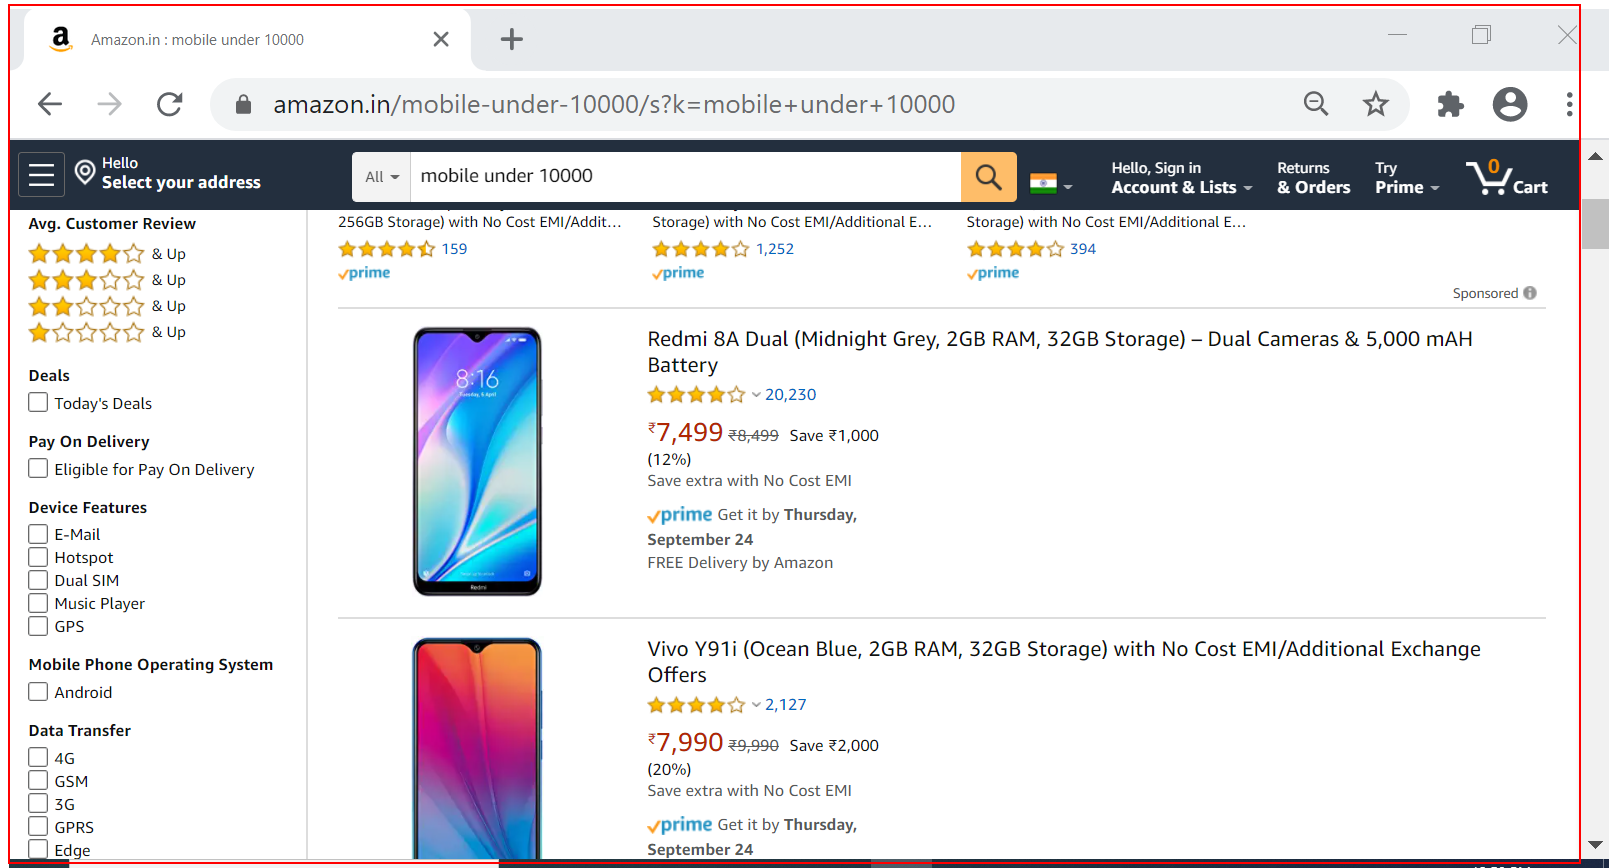 Amazon.in : mobile under 10000
amazon.in/mobile-under-10000/s?k=mobile+under+10000
Hello
Select your address
All
mobile under 10000
Hello, Sign in
Account & Lists
Returns
& Orders
Try
Prime
0
Cart
Avg. Customer Review
& Up
& Up
& Up
& Up
Deals
Today's Deals
Pay On Delivery
Eligible for Pay On Delivery
Device Features
E-Mail
Hotspot
Dual SIM
Music Player
GPS
Mobile Phone Operating System
Android
Data Transfer
4G
GSM
3G
GPRS
Edge
256GB Storage) with No Cost EMI/Addit...
159
prime
Storage) with No Cost EMI/Additional E...
1,252
prime
Storage) with No Cost EMI/Additional E...
394
prime
Sponsored
8:16
Tuesday, 6 April
Redmi
Redmi 8A Dual (Midnight Grey, 2GB RAM, 32GB Storage) – Dual Cameras & 5,000 mAH
Battery
20,230
₹7,499 ₹8,499 Save ₹1,000
(12%)
Save extra with No Cost EMI
prime Get it by Thursday,
September 24
FREE Delivery by Amazon
Vivo Y91i (Ocean Blue, 2GB RAM, 32GB Storage) with No Cost EMI/Additional Exchange
Offers
2,127
₹7,990 ₹9,990 Save ₹2,000
(20%)
Save extra with No Cost EMI
prime Get it by Thursday,
September 24